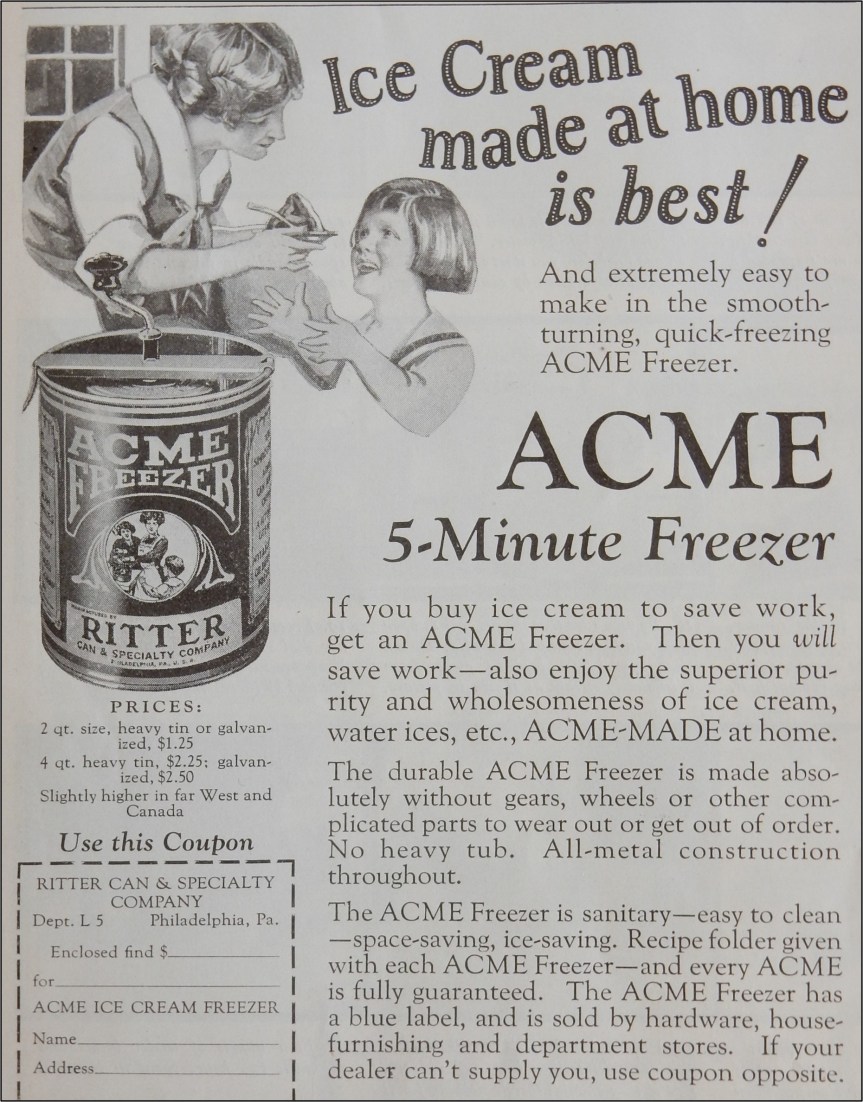 Ice Cream
made at home
is best!
And extremely easy to
make in the smooth-
turning, quick-freezing
ACME Freezer.
ACME
5-Minute Freezer
If you buy ice cream to save work,
get an ACME Freezer. Then you will
save work—also enjoy the superior pu-
rity and wholesomeness of ice cream,
water ices, etc., ACME-MADE at home.
The durable ACME Freezer is made abso-
lutely without gears, wheels or other com-
plicated parts to wear out or get out of order.
No heavy tub. All-metal construction
throughout.
The ACME Freezer is sanitary—easy to clean
—space-saving, ice-saving. Recipe folder given
with each ACME Freezer—and every ACME
is fully guaranteed. The ACME Freezer has
a blue label, and is sold by hardware, house-
furnishing and department stores. If your
dealer can't supply you, use coupon opposite.
ACME
FREEZER
MANUFACTURED BY
RITTER
CAN & SPECIALTY COMPANY
PHILADELPHIA, PA., U. S. A.
PRICES:
2 qt. size, heavy tin or galvan-
ized, $1.25
4 qt. heavy tin, $2.25; galvan-
ized, $2.50
Slightly higher in far West and
Canada
Use this Coupon
RITTER CAN & SPECIALTY
COMPANY
Dept. L 5 Philadelphia, Pa.
Enclosed find $
for
ACME ICE CREAM FREEZER
Name
Address